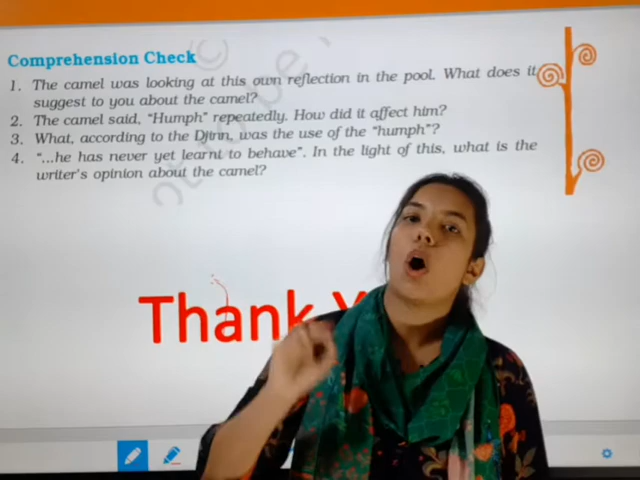 Comprehension Check
1. The camel was looking at this own reflection in the pool. What does it
suggest to you about the camel?
2. The camel said, “Humph” repeatedly. How did it affect him?
3. What, according to the Djinn, was the use of the “humph”?
4. “...he has never yet learnt to behave”. In the light of this, what is the
writer's opinion about the camel?
Thank Y